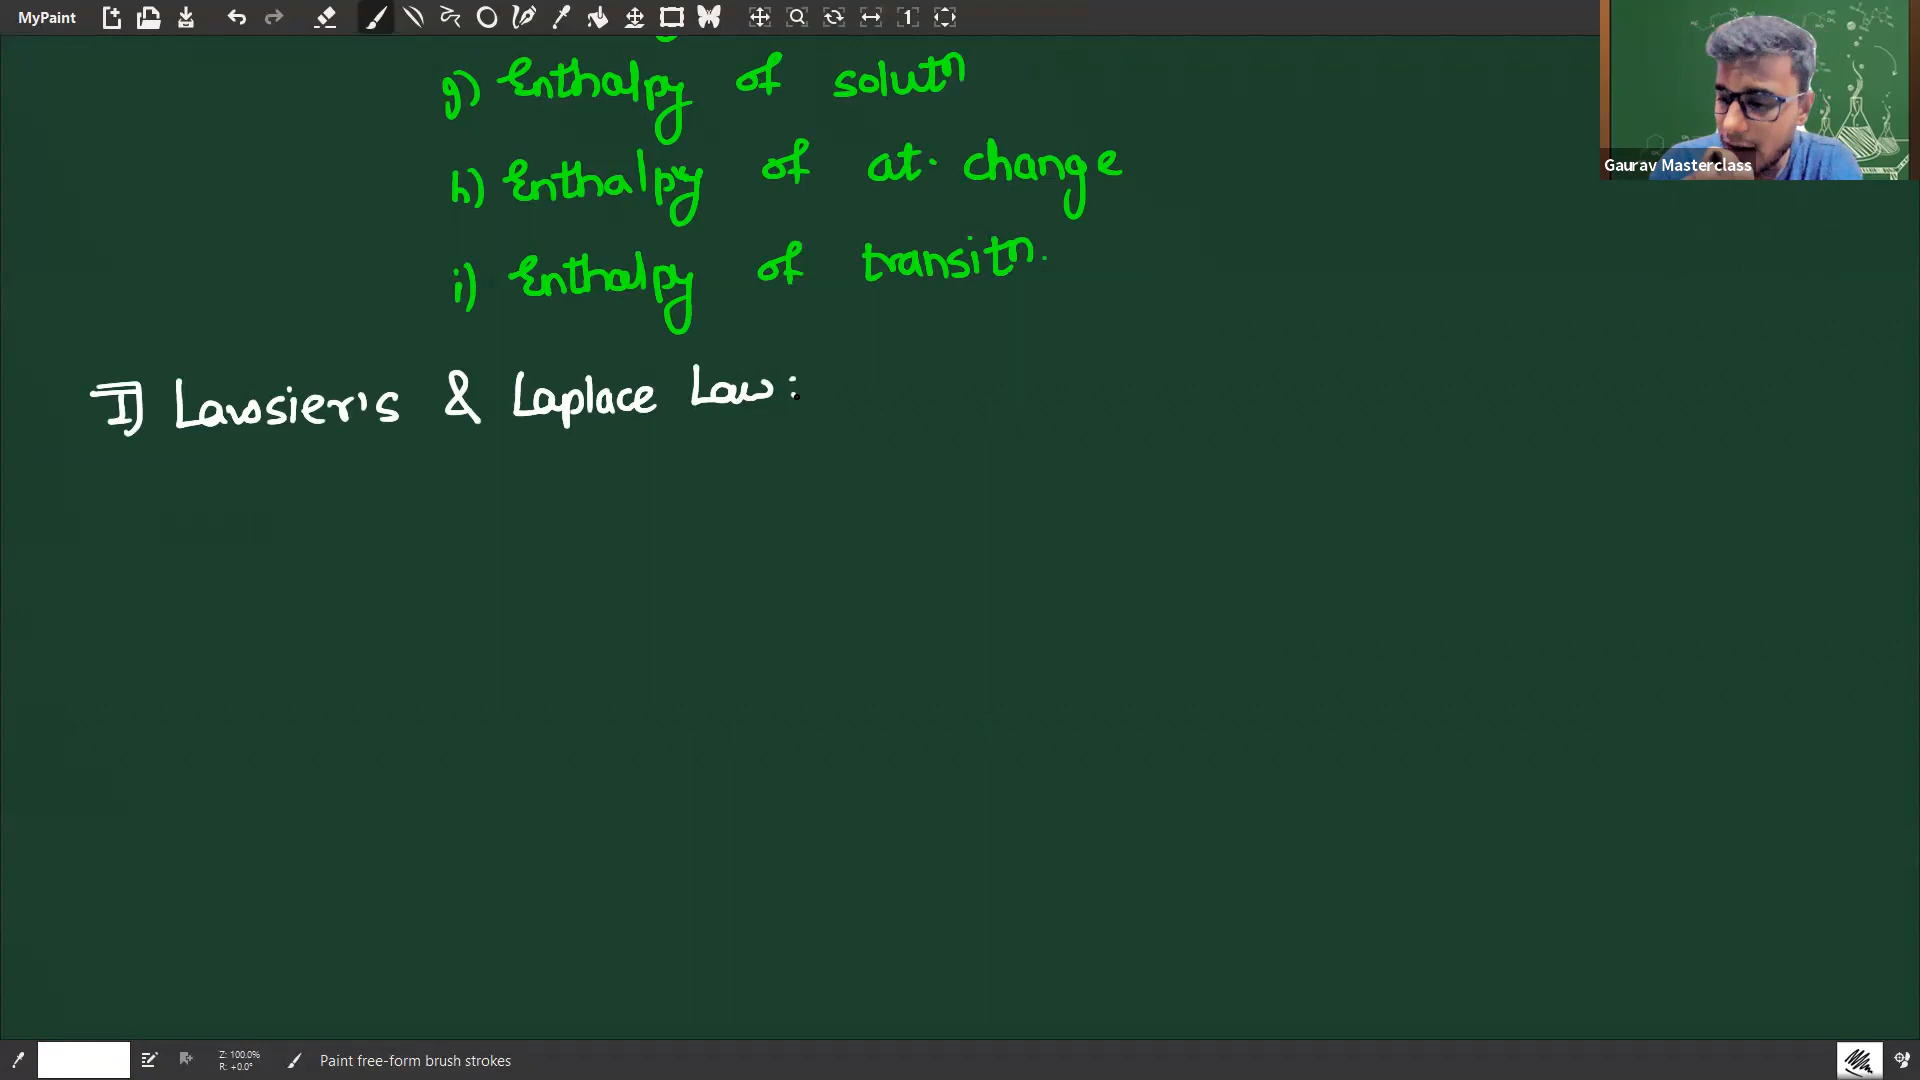 MyPaint
g) Enthalpy of solutn
h) Enthalpy of at. change
i) Enthalpy of transitn.
Gaurav Masterclass
I) Lavosier's & Laplace Law :
Z: 100.0%
R: +0.0°
Paint free-form brush strokes